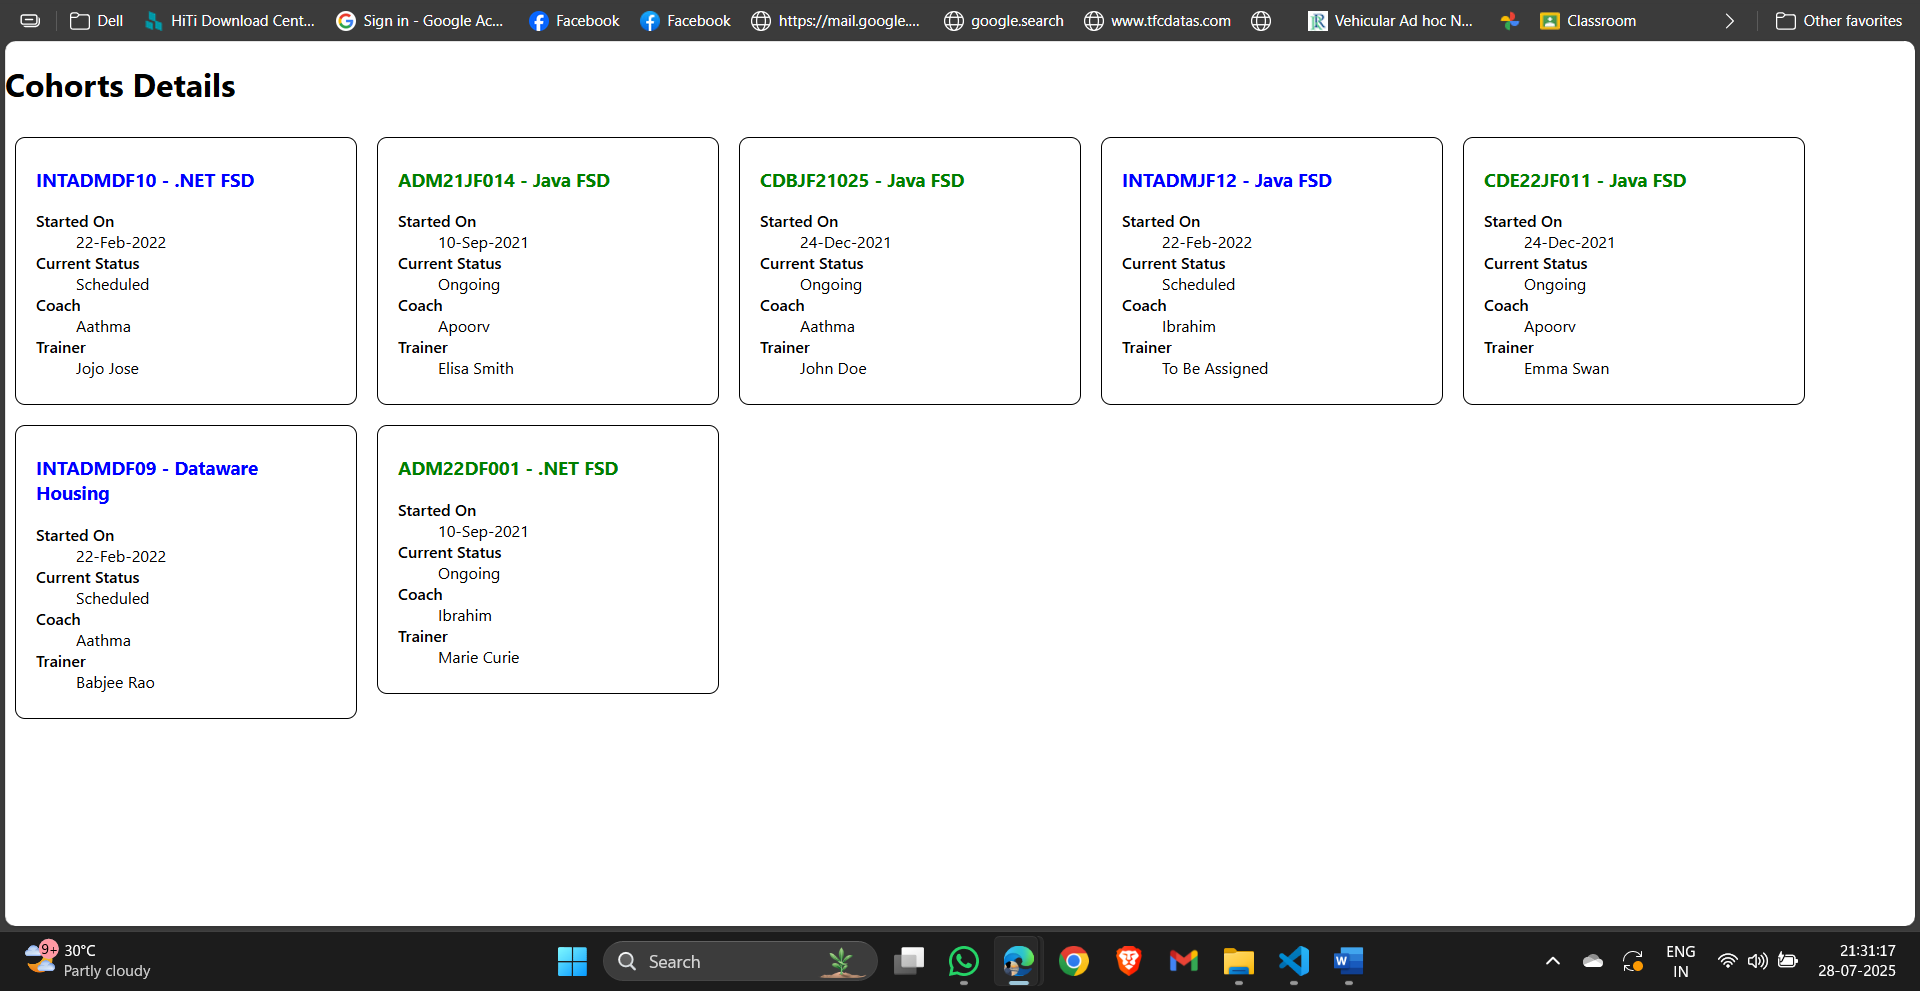 Dell
HiTi Download Cent...
Sign in - Google Ac...
Facebook
Facebook
https://mail.google....
google.search
www.tfcdatas.com
Vehicular Ad hoc N...
Classroom
Other favorites
Cohorts Details
INTADMDF10 - .NET FSD
Started On
22-Feb-2022
Current Status
Scheduled
Coach
Aathma
Trainer
Jojo Jose
ADM21JF014 - Java FSD
Started On
10-Sep-2021
Current Status
Ongoing
Coach
Apoorv
Trainer
Elisa Smith
CDBJF21025 - Java FSD
Started On
24-Dec-2021
Current Status
Ongoing
Coach
Aathma
Trainer
John Doe
INTADMJF12 - Java FSD
Started On
22-Feb-2022
Current Status
Scheduled
Coach
Ibrahim
Trainer
To Be Assigned
CDE22JF011 - Java FSD
Started On
24-Dec-2021
Current Status
Ongoing
Coach
Apoorv
Trainer
Emma Swan
INTADMDF09 - Dataware
Housing
Started On
22-Feb-2022
Current Status
Scheduled
Coach
Aathma
Trainer
Babjee Rao
ADM22DF001 - .NET FSD
Started On
10-Sep-2021
Current Status
Ongoing
Coach
Ibrahim
Trainer
Marie Curie
9+
30°C
Partly cloudy
Search
ENG
IN
21:31:17
28-07-2025